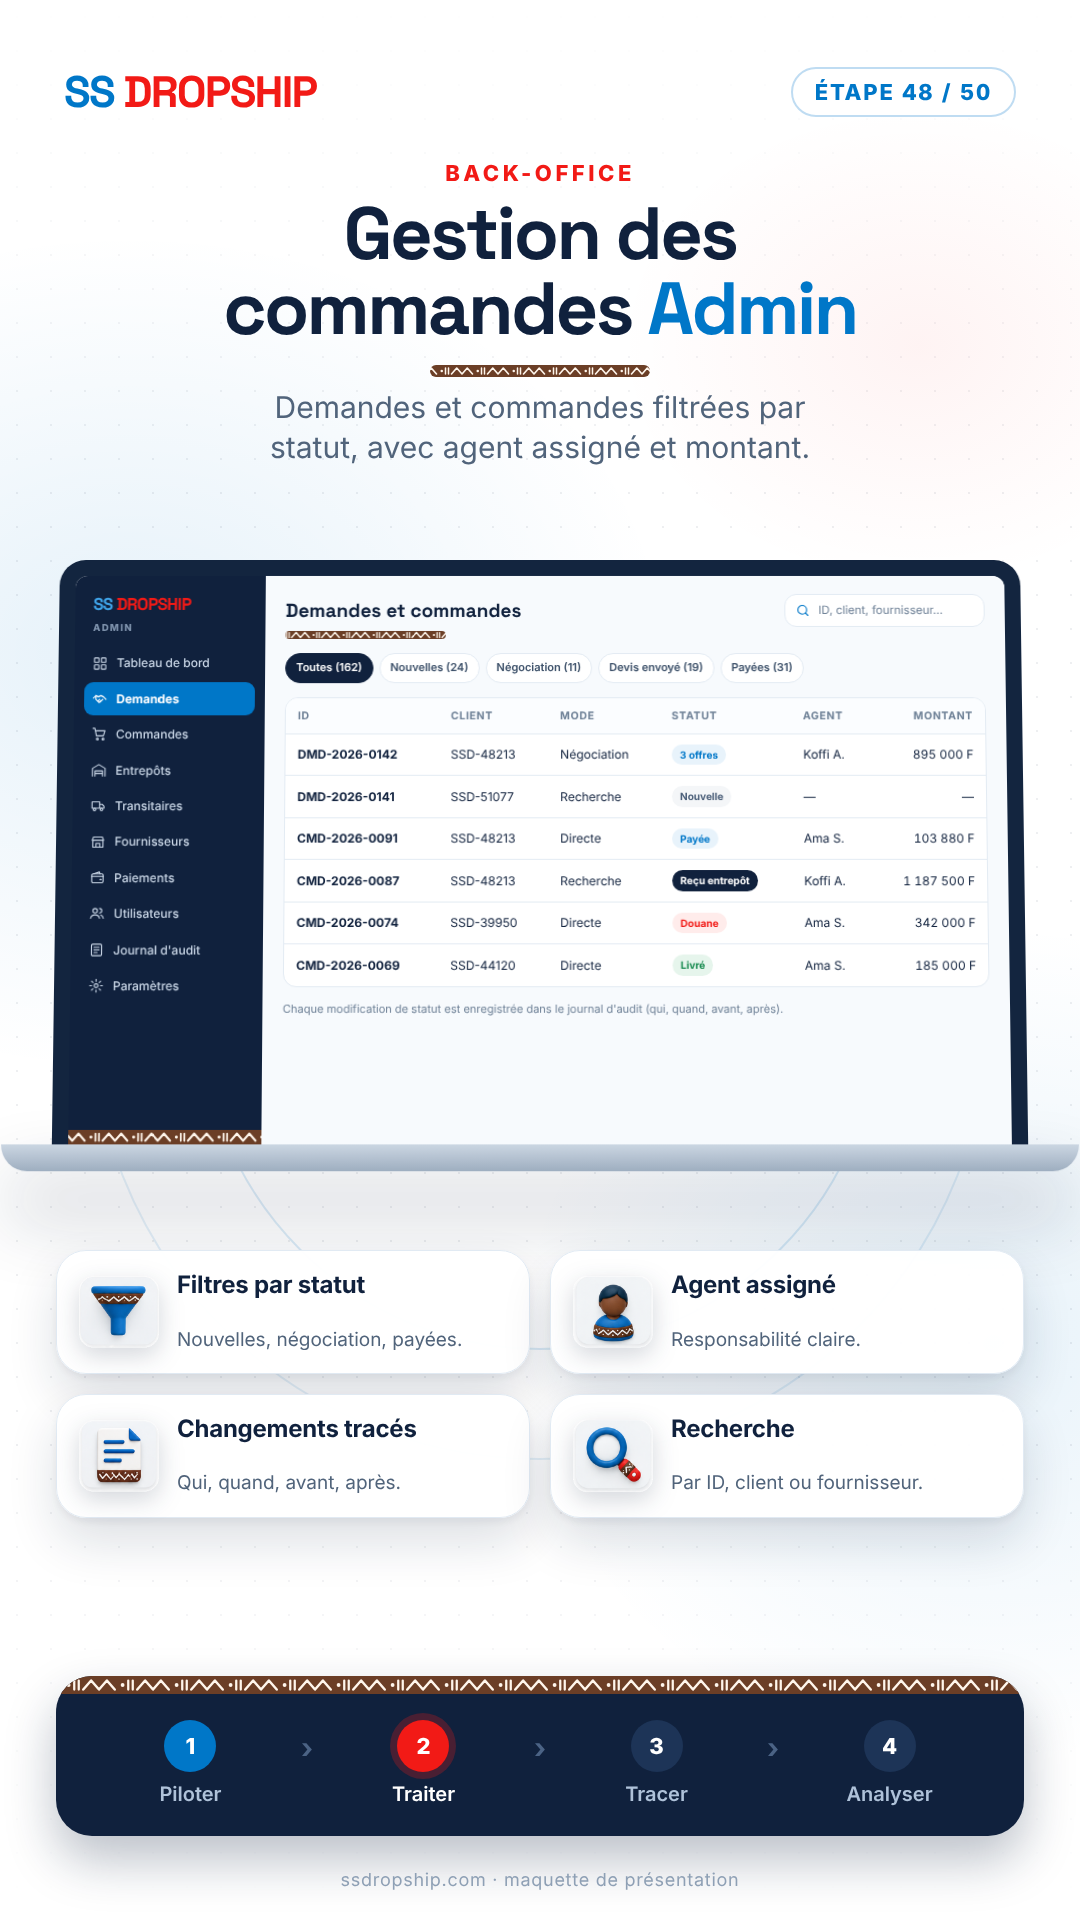 SS DROPSHIP
ÉTAPE 48 / 50
BACK-OFFICE
Gestion des
commandes Admin
Demandes et commandes filtrées par
statut, avec agent assigné et montant.
SS DROPSHIP
ADMIN
Tableau de bord
Demandes
Commandes
Entrepôts
Transitaires
Fournisseurs
Paiements
Utilisateurs
Journal d'audit
Paramètres
Demandes et commandes
ID, client, fournisseur...
Toutes (162) Nouvelles (24) Négociation (11) Devis envoyé (19) Payées (31)
ID CLIENT MODE STATUT AGENT MONTANT
DMD-2026-0142 SSD-48213 Négociation 3 offres Koffi A. 895 000 F
DMD-2026-0141 SSD-51077 Recherche Nouvelle — —
CMD-2026-0091 SSD-48213 Directe Payée Ama S. 103 880 F
CMD-2026-0087 SSD-48213 Recherche Reçu entrepôt Koffi A. 1 187 500 F
CMD-2026-0074 SSD-39950 Directe Douane Ama S. 342 000 F
CMD-2026-0069 SSD-44120 Directe Livré Ama S. 185 000 F
Chaque modification de statut est enregistrée dans le journal d'audit (qui, quand, avant, après).
Filtres par statut
Nouvelles, négociation, payées.
Agent assigné
Responsabilité claire.
Changements tracés
Qui, quand, avant, après.
Recherche
Par ID, client ou fournisseur.
1 › 2 › 3 › 4
Piloter Traiter Tracer Analyser
ssdropship.com · maquette de présentation